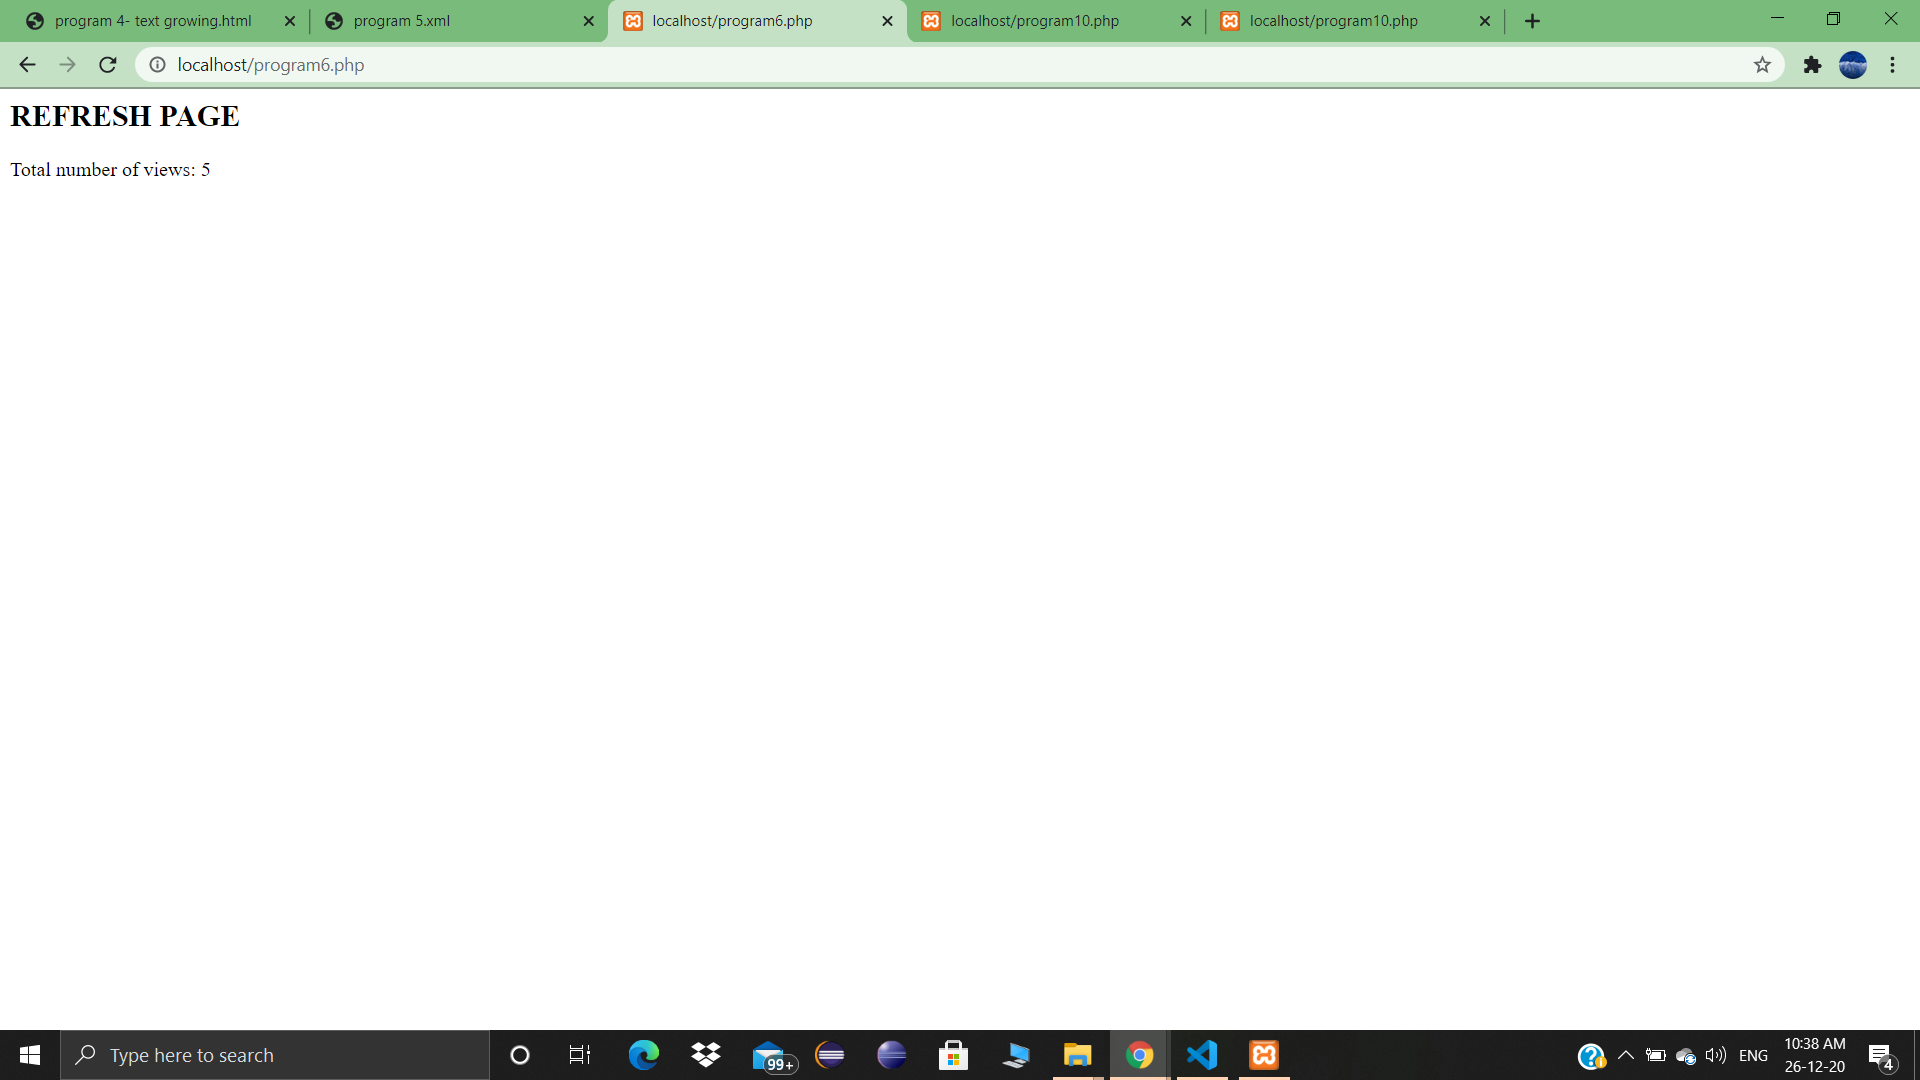 program 4- text growing.html
program 5.xml
localhost/program6.php
localhost/program10.php
localhost/program10.php
localhost/program6.php
REFRESH PAGE
Total number of views: 5
Type here to search
99+
ENG
10:38 AM
26-12-20
4